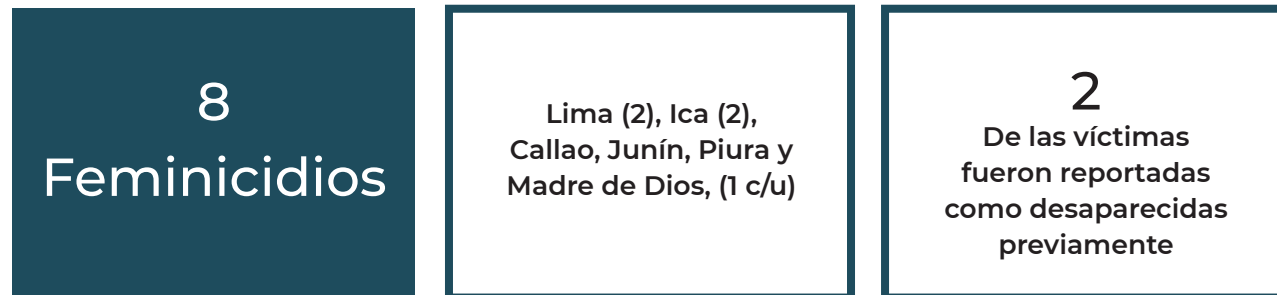 8
Feminicidios
Lima (2), Ica (2),
Callao, Junín, Piura y
Madre de Dios, (1 c/u)
2
De las víctimas
fueron reportadas
como desaparecidas
previamente